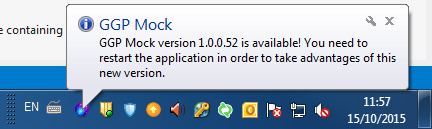 GGP Mock
e containing
GGP Mock version 1.0.0.52 is available! You need to
restart the application in order to take advantages of this
new version.
EN
11:57
15/10/2015